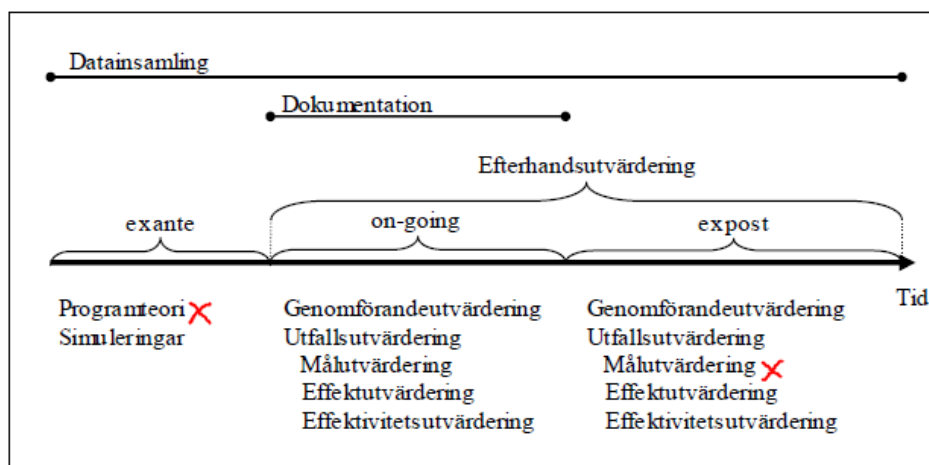 Datainsamling
Dokumentation
Efterhandsutvärdering
exante
on-going
expost
Tid
Programteori
Simuleringar
Genomförandeutvärdering
Utfallsutvärdering
Målutvärdering
Effektutvärdering
Effektivitetsutvärdering
Genomförandeutvärdering
Utfallsutvärdering
Målutvärdering
Effektutvärdering
Effektivitetsutvärdering